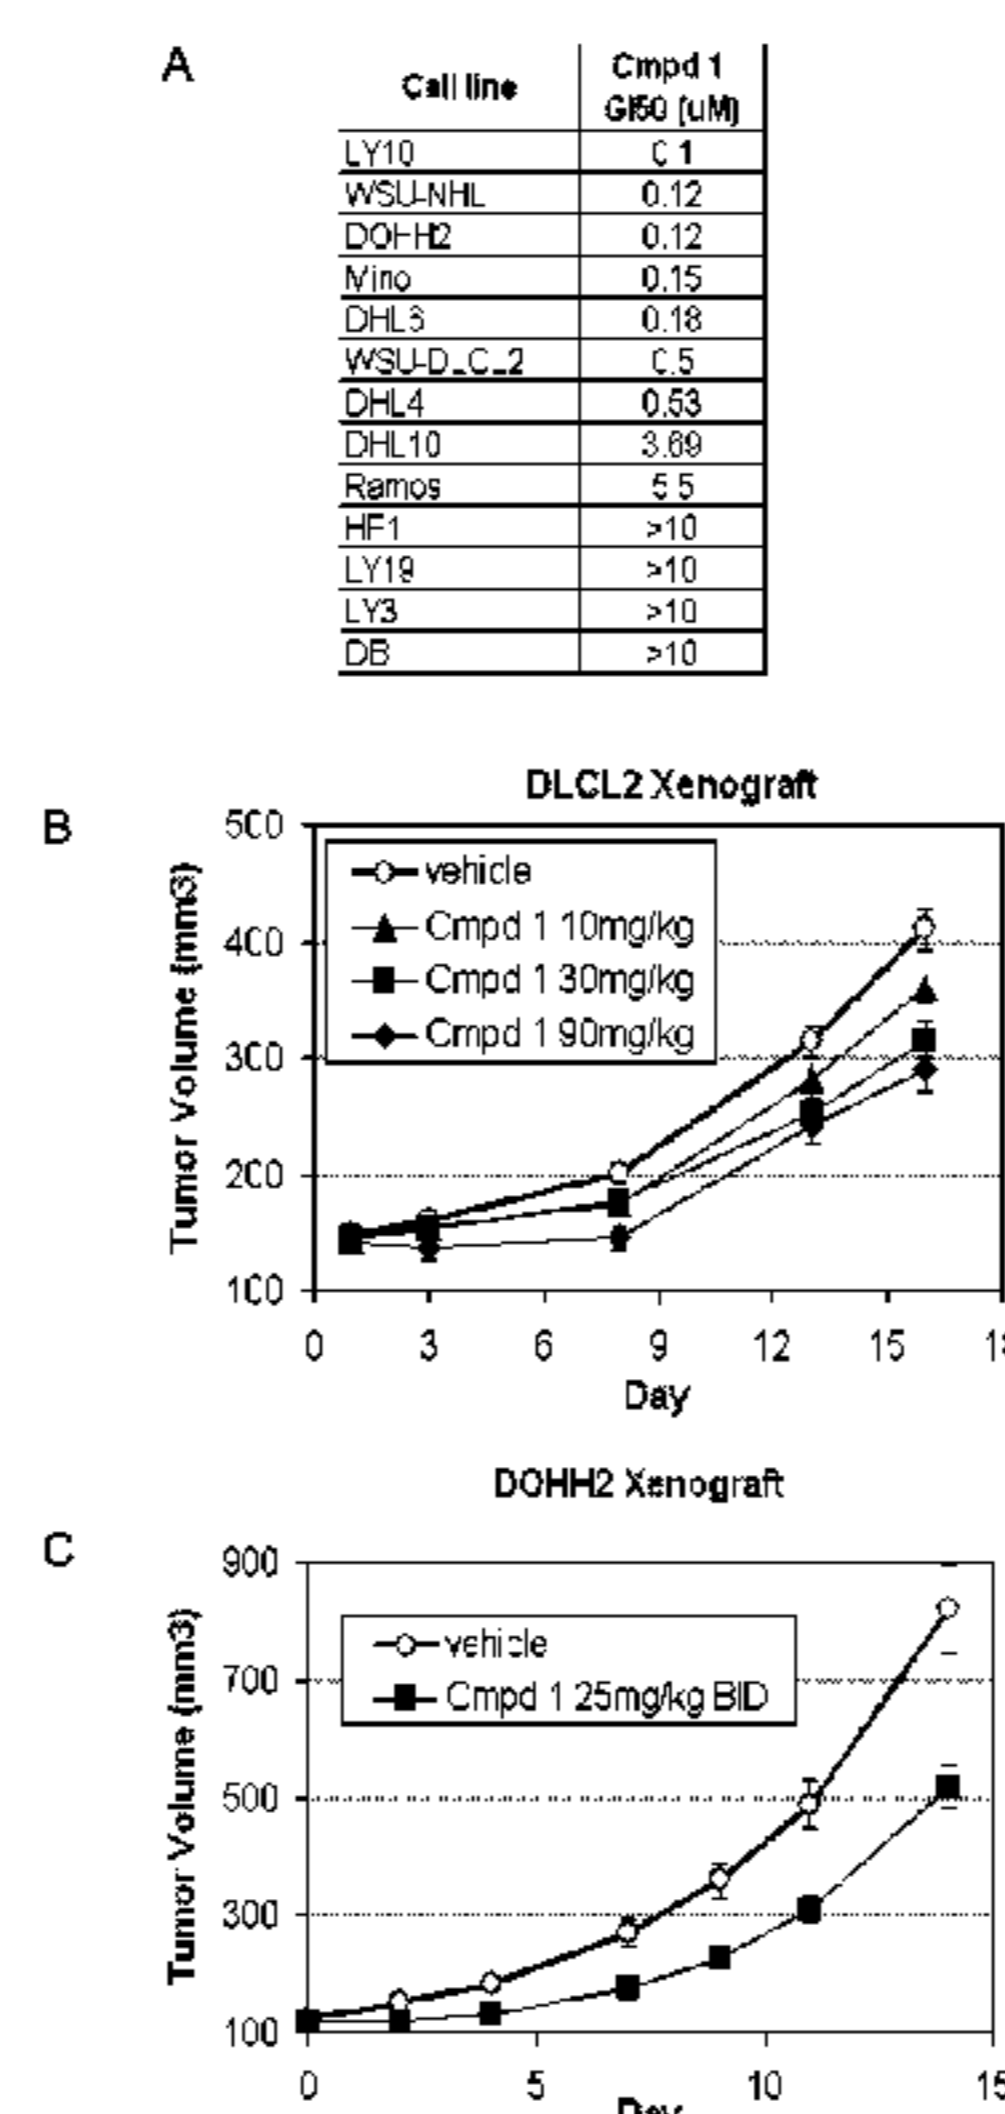 A
Cell line
Cmpd 1
GI50 (uM)
LY10 0.1
WSU-NHL 0.12
DOHH2 0.12
Mino 0.15
DHL6 0.18
0.5
DHL4 0.53
DHL10 3.69
Ramos 5.5
HF1 >10
LY19 >10
LY3 >10
DB >10
DLCL2 Xenograft
B
500
400
300
200
100
Tumor Volume (mm3)
vehicle
Cmpd 1 10mg/kg
Cmpd 1 30mg/kg
Cmpd 1 90mg/kg
0 3 6 9 12 15
Day
DOHH2 Xenograft
C
900
700
500
300
100
Tumor Volume (mm3)
vehicle
Cmpd 1 25mg/kg BID
0 5 10 15
Day